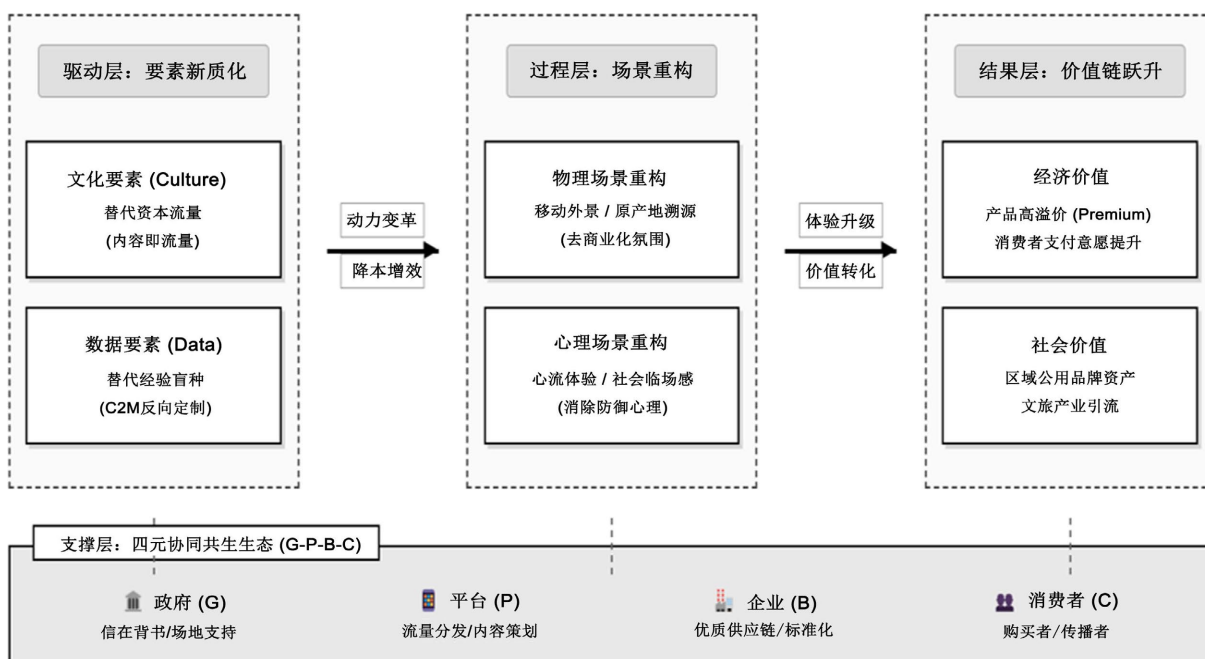 驱动层：要素新质化
文化要素 (Culture)
替代资本流量
(内容即流量)
数据要素 (Data)
替代经验盲种
(C2M反向定制)
动力变革
降本增效
过程层：场景重构
物理场景重构
移动外景 / 原产地溯源
(去商业化氛围)
心理场景重构
心流体验 / 社会临场感
(消除防御心理)
体验升级
价值转化
结果层：价值链跃升
经济价值
产品高溢价 (Premium)
消费者支付意愿提升
社会价值
区域公用品牌资产
文旅产业引流
支撑层：四元协同共生生态 (G-P-B-C)
政府 (G)
信在背书/场地支持
平台 (P)
流量分发/内容策划
企业 (B)
优质供应链/标准化
消费者 (C)
购买者/传播者